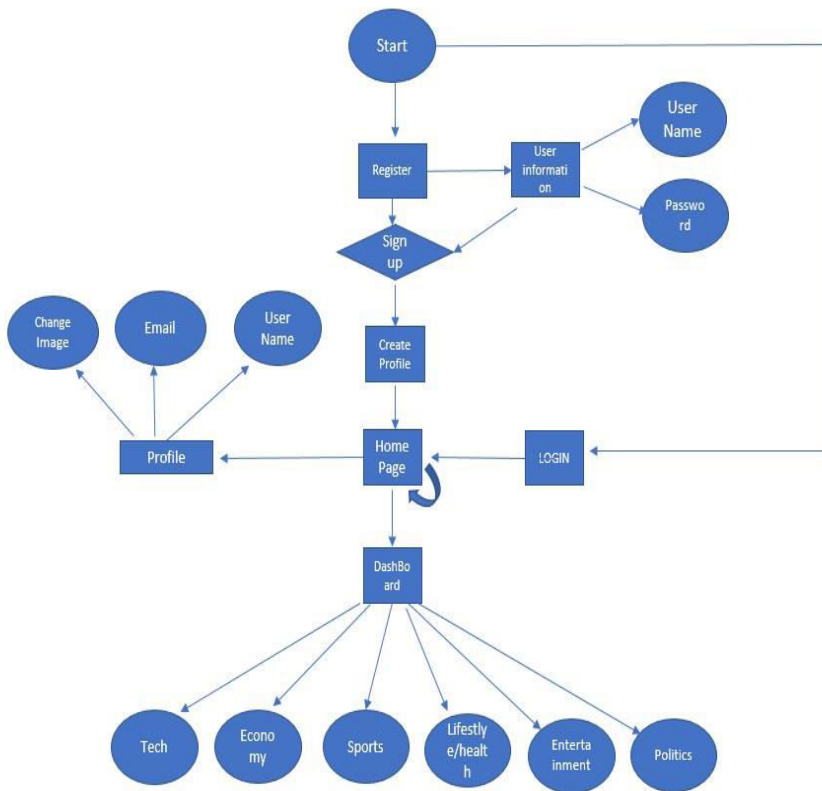 Start
User
Name
Register
User
informati
on
Passwo
rd
Sign
up
Change
Image
Email
User
Name
Create
Profile
Profile
Home
Page
LOGIN
DashBo
ard
Tech
Econo
my
Sports
Lifestly
e/healt
h
Enterta
inment
Politics